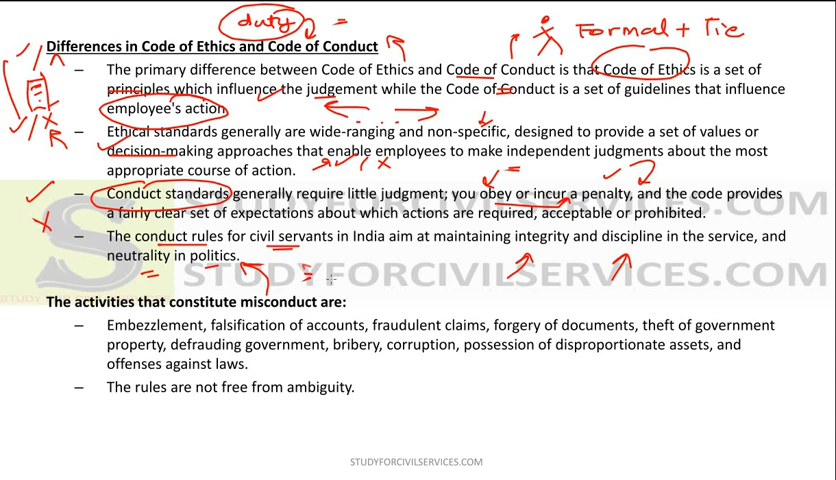 duty =
Formal + Tie
Differences in Code of Ethics and Code of Conduct
– The primary difference between Code of Ethics and Code of Conduct is that Code of Ethics is a set of
principles which influence the judgement while the Code of Conduct is a set of guidelines that influence
employee's action.
– Ethical standards generally are wide-ranging and non-specific, designed to provide a set of values or
decision-making approaches that enable employees to make independent judgments about the most
appropriate course of action.
– Conduct standards generally require little judgment; you obey or incur a penalty, and the code provides
a fairly clear set of expectations about which actions are required, acceptable or prohibited.
– The conduct rules for civil servants in India aim at maintaining integrity and discipline in the service, and
neutrality in politics.
STUDYFORCIVILSERVICES.COM
The activities that constitute misconduct are:
– Embezzlement, falsification of accounts, fraudulent claims, forgery of documents, theft of government
property, defrauding government, bribery, corruption, possession of disproportionate assets, and
offenses against laws.
– The rules are not free from ambiguity.
STUDYFORCIVILSERVICES.COM